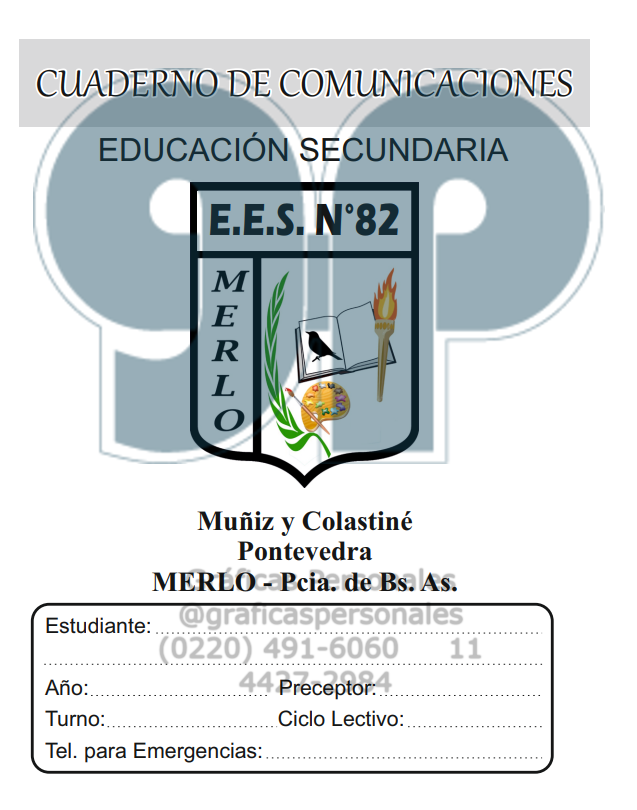 CUADERNO DE COMUNICACIONES
EDUCACIÓN SECUNDARIA
E.E.S. N°82
MERLO
Muñiz y Colastiné
Pontevedra
MERLO - Pcia. de Bs. As.
Gráficas Personales
@graficaspersonales
(0220) 491-6060 11
4427-2984
Estudiante:
Año: Preceptor:
Turno: Ciclo Lectivo:
Tel. para Emergencias: